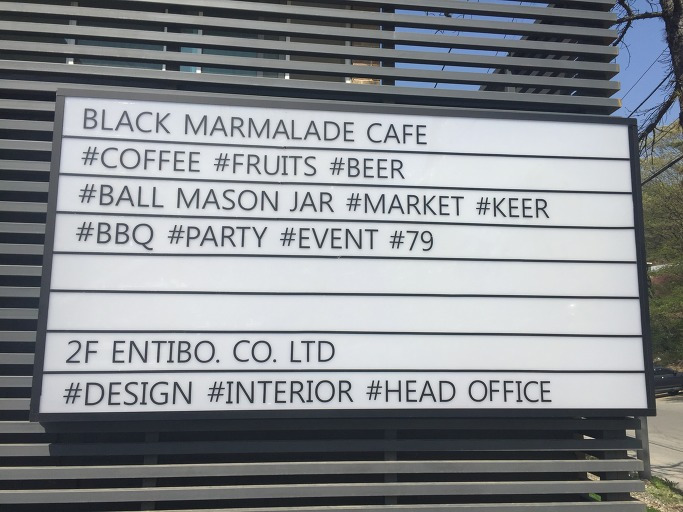 BLACK MARMALADE CAFE
#COFFEE #FRUITS #BEER
#BALL MASON JAR #MARKET #KEER
#BBQ #PARTY #EVENT #79
2F ENTIBO. CO. LTD
#DESIGN #INTERIOR #HEAD OFFICE